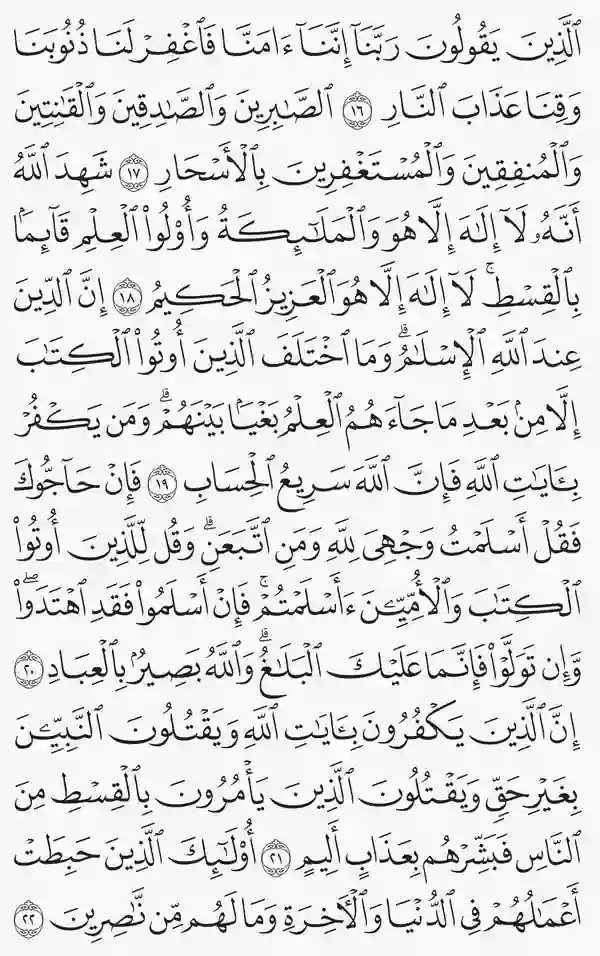 ٱلَّذِينَ يَقُولُونَ رَبَّنَآ إِنَّنَآ ءَامَنَّا فَٱغْفِرْ لَنَا ذُنُوبَنَا
وَقِنَا عَذَابَ ٱلنَّارِ ١٦ ٱلصَّٰبِرِينَ وَٱلصَّٰدِقِينَ وَٱلْقَٰنِتِينَ
وَٱلْمُنفِقِينَ وَٱلْمُسْتَغْفِرِينَ بِٱلْأَسْحَارِ ١٧ شَهِدَ ٱللَّهُ
أَنَّهُۥ لَآ إِلَٰهَ إِلَّا هُوَ وَٱلْمَلَٰٓئِكَةُ وَأُو۟لُوا۟ ٱلْعِلْمِ قَآئِمًۢا
بِٱلْقِسْطِ ۚ لَآ إِلَٰهَ إِلَّا هُوَ ٱلْعَزِيزُ ٱلْحَكِيمُ ١٨ إِنَّ ٱلدِّينَ
عِندَ ٱللَّهِ ٱلْإِسْلَٰمُ ۗ وَمَا ٱخْتَلَفَ ٱلَّذِينَ أُوتُوا۟ ٱلْكِتَٰبَ
إِلَّا مِنۢ بَعْدِ مَا جَآءَهُمُ ٱلْعِلْمُ بَغْيًۢا بَيْنَهُمْ ۗ وَمَن يَكْفُرْ
بِـَٔايَٰتِ ٱللَّهِ فَإِنَّ ٱللَّهَ سَرِيعُ ٱلْحِسَابِ ١٩ فَإِنْ حَآجُّوكَ
فَقُلْ أَسْلَمْتُ وَجْهِىَ لِلَّهِ وَمَنِ ٱتَّبَعَنِ ۗ وَقُل لِّلَّذِينَ أُوتُوا۟
ٱلْكِتَٰبَ وَٱلْأُمِّيِّـۧنَ ءَأَسْلَمْتُمْ ۚ فَإِنْ أَسْلَمُوا۟ فَقَدِ ٱهْتَدَوا۟ ۖ
وَّإِن تَوَلَّوْا۟ فَإِنَّمَا عَلَيْكَ ٱلْبَلَٰغُ ۗ وَٱللَّهُ بَصِيرٌۢ بِٱلْعِبَادِ ٢٠
إِنَّ ٱلَّذِينَ يَكْفُرُونَ بِـَٔايَٰتِ ٱللَّهِ وَيَقْتُلُونَ ٱلنَّبِيِّـۧنَ
بِغَيْرِ حَقٍّ وَيَقْتُلُونَ ٱلَّذِينَ يَأْمُرُونَ بِٱلْقِسْطِ مِنَ
ٱلنَّاسِ فَبَشِّرْهُم بِعَذَابٍ أَلِيمٍ ٢١ أُو۟لَٰٓئِكَ ٱلَّذِينَ حَبِطَتْ
أَعْمَٰلُهُمْ فِى ٱلدُّنْيَا وَٱلْـَٔاخِرَةِ وَمَا لَهُم مِّن نَّٰصِرِينَ ٢٢